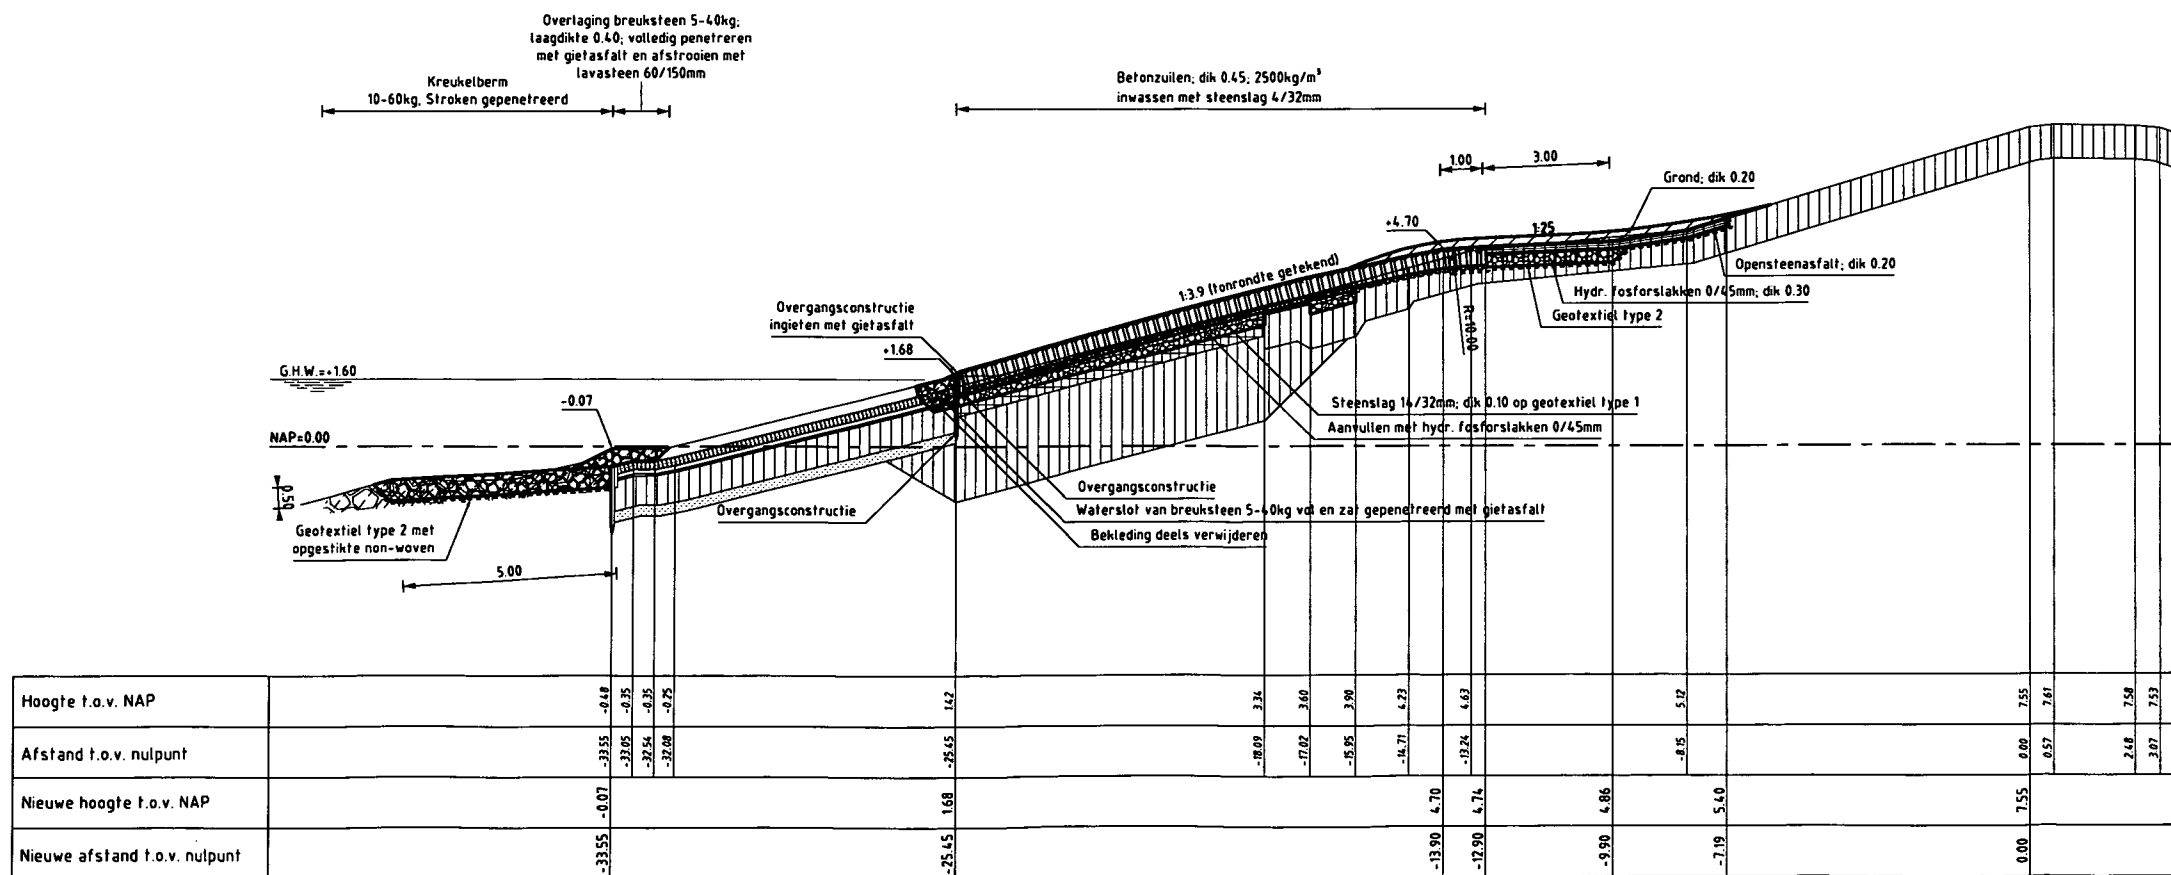 Overlaging breuksteen 5-40kg;
laagdikte 0.40; volledig penetreren
met gietasfalt en afstrooien met
lavasteen 60/150mm
Kreukelberm
10-60kg, Stroken gepenetreerd
Betonzuilen; dik 0.45; 2500kg/m³
inwassen met steenslag 4/32mm
1.00
3.00
Grond; dik 0.20
+4.70
1:25
1:3.9 (tonrondte getekend)
Opensteenasfalt; dik 0.20
Hydr. fosforslakken 0/45mm; dik 0.30
Geotextiel type 2
R=10.00
Overgangsconstructie
ingieten met gietasfalt
+1.68
G.H.W.=+1.60
-0.07
NAP=0.00
Steenslag 14/32mm; dik 0.10 op geotextiel type 1
Aanvullen met hydr. fosforslakken 0/45mm
0.50
Overgangsconstructie
Overgangsconstructie
Waterslot van breuksteen 5-40kg vol en zat gepenetreerd met gietasfalt
Bekleding deels verwijderen
Geotextiel type 2 met
opgestikte non-woven
5.00
Hoogte t.o.v. NAP -0.48 -0.35 -0.35 -0.25 1.42 3.34 3.60 3.90 4.23 4.63 5.12 7.55 7.61 7.58 7.53
Afstand t.o.v. nulpunt -33.55 -33.05 -32.54 -32.08 -25.45 -18.09 -17.02 -15.95 -14.71 -13.24 -8.15 0.00 0.57 2.48 3.07
Nieuwe hoogte t.o.v. NAP -0.07 1.68 4.70 4.74 4.86 5.40 7.55
Nieuwe afstand t.o.v. nulpunt -33.55 -25.45 -13.90 -12.90 -9.90 -7.19 0.00